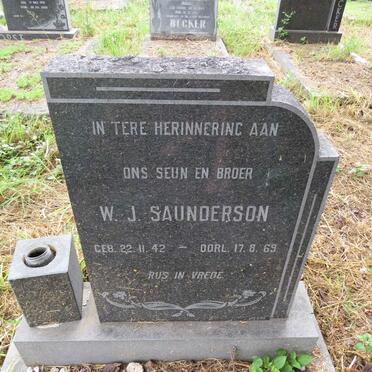 BECKER
IN TERE HERINNERING AAN
ONS SEUN EN BROER
W. J. SAUNDERSON
GEB. 22. 11. 42 – OORL. 17. 8. 69
RUS IN VREDE